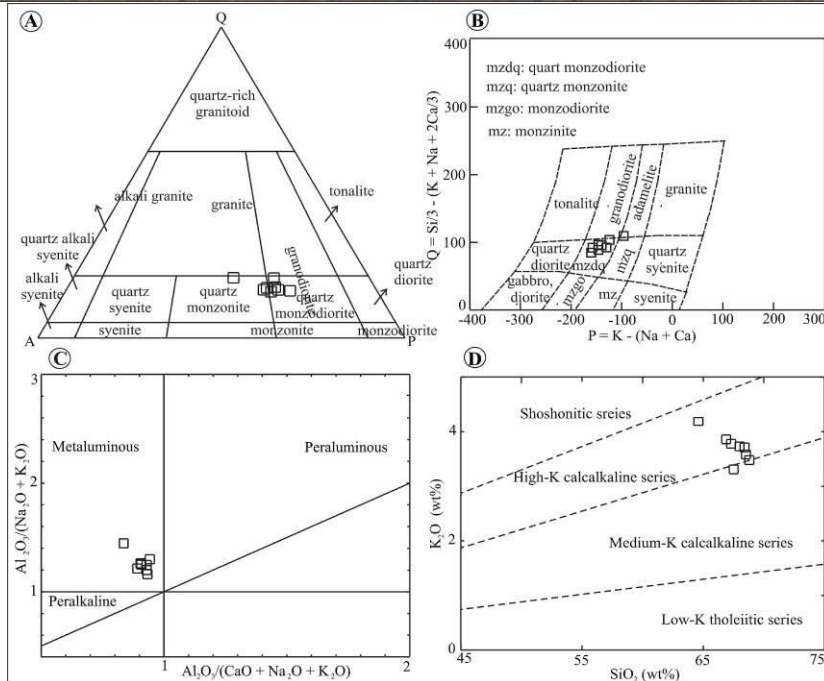 A
Q
quartz-rich
granitoid
alkali granite
granite
tonalite
quartz alkali
syenite
alkali
syenite
quartz
syenite
quartz
monzonite
granodiorite
quartz
monzodiorite
quartz
diorite
syenite
monzonite
monzodiorite
A
P
B
400
300
200
100
0
Q = Si/3 - (K + Na + 2Ca/3)
mzdq: quart monzodiorite
mzq: quartz monzonite
mzgo: monzodiorite
mz: monzinite
tonalite
granodiorite
adamelite
granite
quartz
diorite
mzdq
mzq
quartz
syenite
gabbro,
diorite
mzgo
mz
syenite
-400 -300 -200 -100 0 100 200 300
P = K - (Na + Ca)
C
3
2
1
Al2O3/(Na2O + K2O)
Metaluminous
Peraluminous
Peralkaline
1
2
Al2O3/(CaO + Na2O + K2O)
D
4
2
0
K2O (wt%)
Shoshonitic sreies
High-K calcalkaline series
Medium-K calcalkaline series
Low-K tholeiitic series
45 55 65 75
SiO2 (wt%)